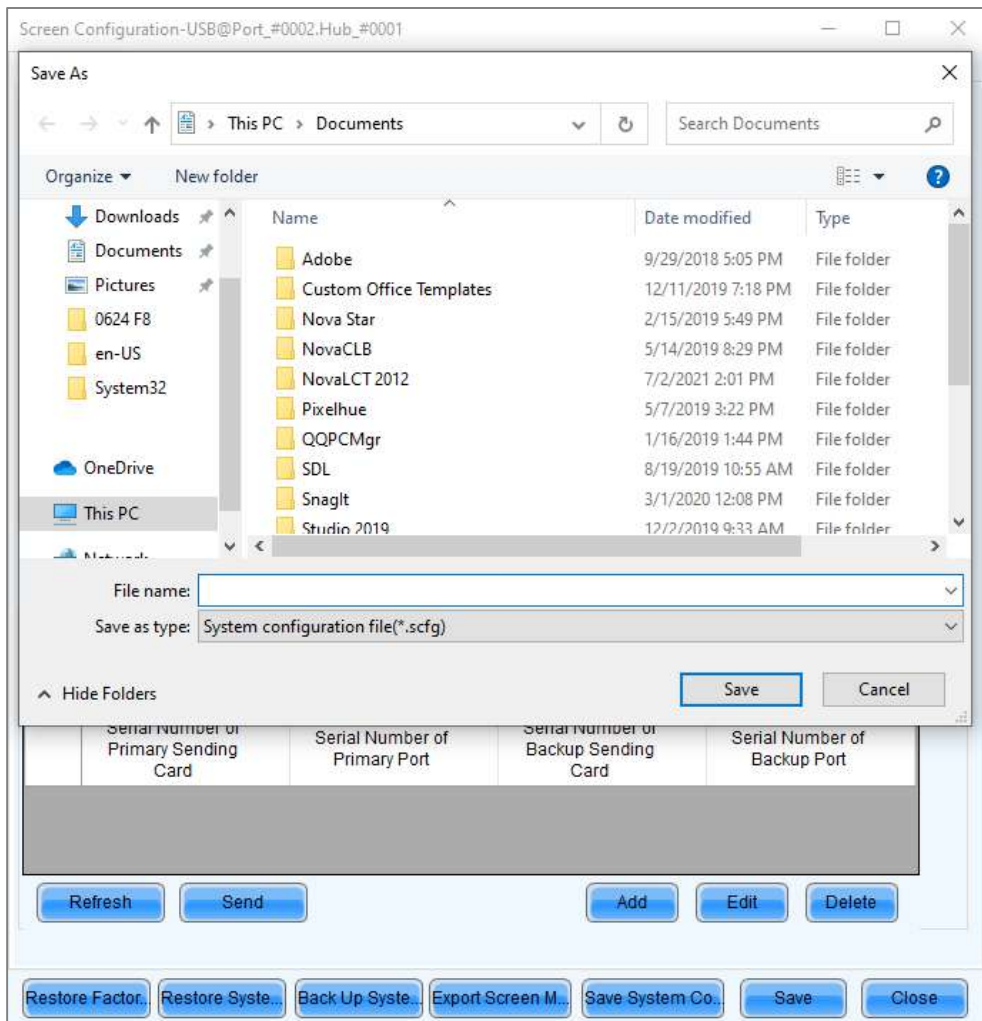 Screen Configuration-USB@Port_#0002.Hub_#0001
Save As
This PC > Documents
Search Documents
Organize
New folder
Downloads
Documents
Pictures
0624 F8
en-US
System32
OneDrive
This PC
Network
Name Date modified Type
Adobe 9/29/2018 5:05 PM File folder
Custom Office Templates 12/11/2019 7:18 PM File folder
Nova Star 2/15/2019 5:49 PM File folder
NovaCLB 5/14/2019 8:29 PM File folder
NovaLCT 2012 7/2/2021 2:01 PM File folder
Pixelhue 5/7/2019 3:22 PM File folder
QQPCMgr 1/16/2019 1:44 PM File folder
SDL 8/19/2019 10:55 AM File folder
SnagIt 3/1/2020 12:08 PM File folder
Studio 2019 12/2/2019 9:33 AM File folder
File name:
Save as type: System configuration file(*.scfg)
Hide Folders
Save
Cancel
Serial Number of
Primary Sending
Card
Serial Number of
Primary Port
Serial Number of
Backup Sending
Card
Serial Number of
Backup Port
Refresh
Send
Add
Edit
Delete
Restore Factor...
Restore Syste...
Back Up Syste...
Export Screen M...
Save System Co...
Save
Close